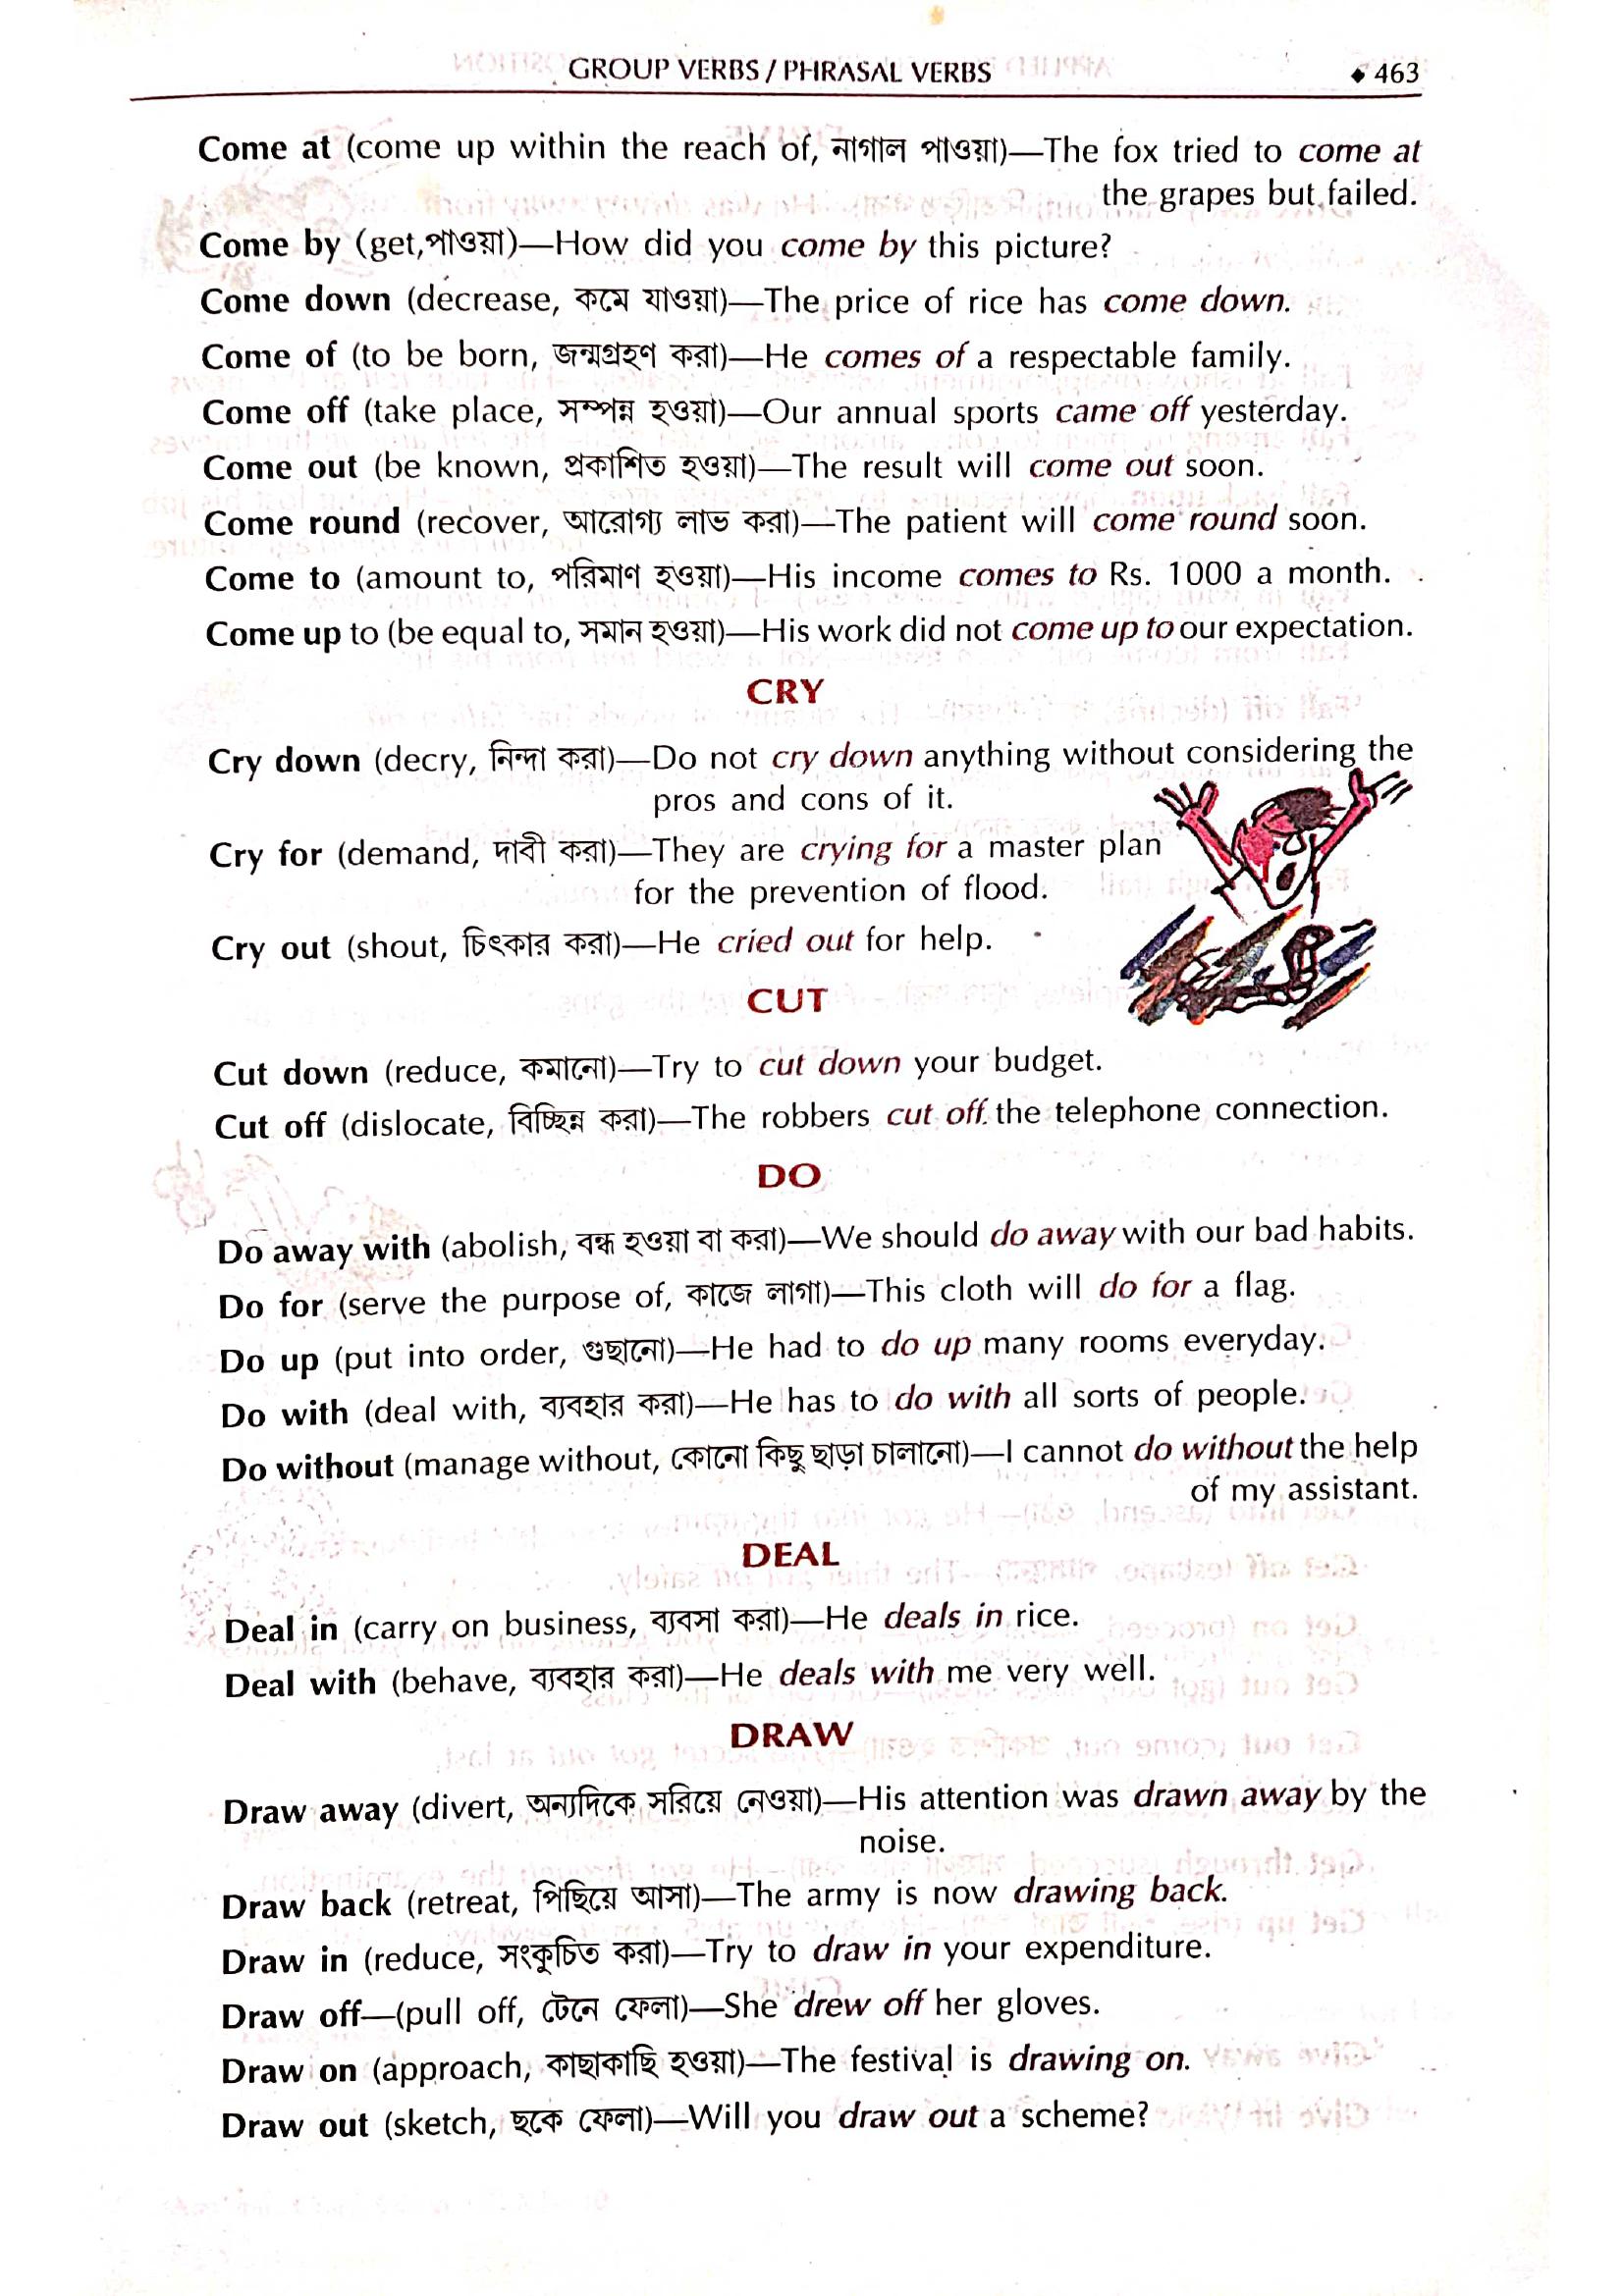 GROUP VERBS / PHRASAL VERBS ♦ 463
Come at (come up within the reach of, নাগাল পাওয়া)—The fox tried to come at
the grapes but failed.
Come by (get,পাওয়া)—How did you come by this picture?
Come down (decrease, কমে যাওয়া)—The price of rice has come down.
Come of (to be born, জন্মগ্রহণ করা)—He comes of a respectable family.
Come off (take place, সম্পন্ন হওয়া)—Our annual sports came off yesterday.
Come out (be known, প্রকাশিত হওয়া)—The result will come out soon.
Come round (recover, আরোগ্য লাভ করা)—The patient will come round soon.
Come to (amount to, পরিমাণ হওয়া)—His income comes to Rs. 1000 a month.
Come up to (be equal to, সমান হওয়া)—His work did not come up to our expectation.
CRY
Cry down (decry, নিন্দা করা)—Do not cry down anything without considering the
pros and cons of it.
Cry for (demand, দাবী করা)—They are crying for a master plan
for the prevention of flood.
Cry out (shout, চিৎকার করা)—He cried out for help.
CUT
Cut down (reduce, কমানো)—Try to cut down your budget.
Cut off (dislocate, বিচ্ছিন্ন করা)—The robbers cut off the telephone connection.
DO
Do away with (abolish, বন্ধ হওয়া বা করা)—We should do away with our bad habits.
Do for (serve the purpose of, কাজে লাগা)—This cloth will do for a flag.
Do up (put into order, গুছানো)—He had to do up many rooms everyday.
Do with (deal with, ব্যবহার করা)—He has to do with all sorts of people.
Do without (manage without, কোনো কিছু ছাড়া চালানো)—I cannot do without the help
of my assistant.
DEAL
Deal in (carry on business, ব্যবসা করা)—He deals in rice.
Deal with (behave, ব্যবহার করা)—He deals with me very well.
DRAW
Draw away (divert, অন্যদিকে সরিয়ে নেওয়া)—His attention was drawn away by the
noise.
Draw back (retreat, পিছিয়ে আসা)—The army is now drawing back.
Draw in (reduce, সংকুচিত করা)—Try to draw in your expenditure.
Draw off—(pull off, টেনে ফেলা)—She drew off her gloves.
Draw on (approach, কাছাকাছি হওয়া)—The festival is drawing on.
Draw out (sketch, ছকে ফেলা)—Will you draw out a scheme?